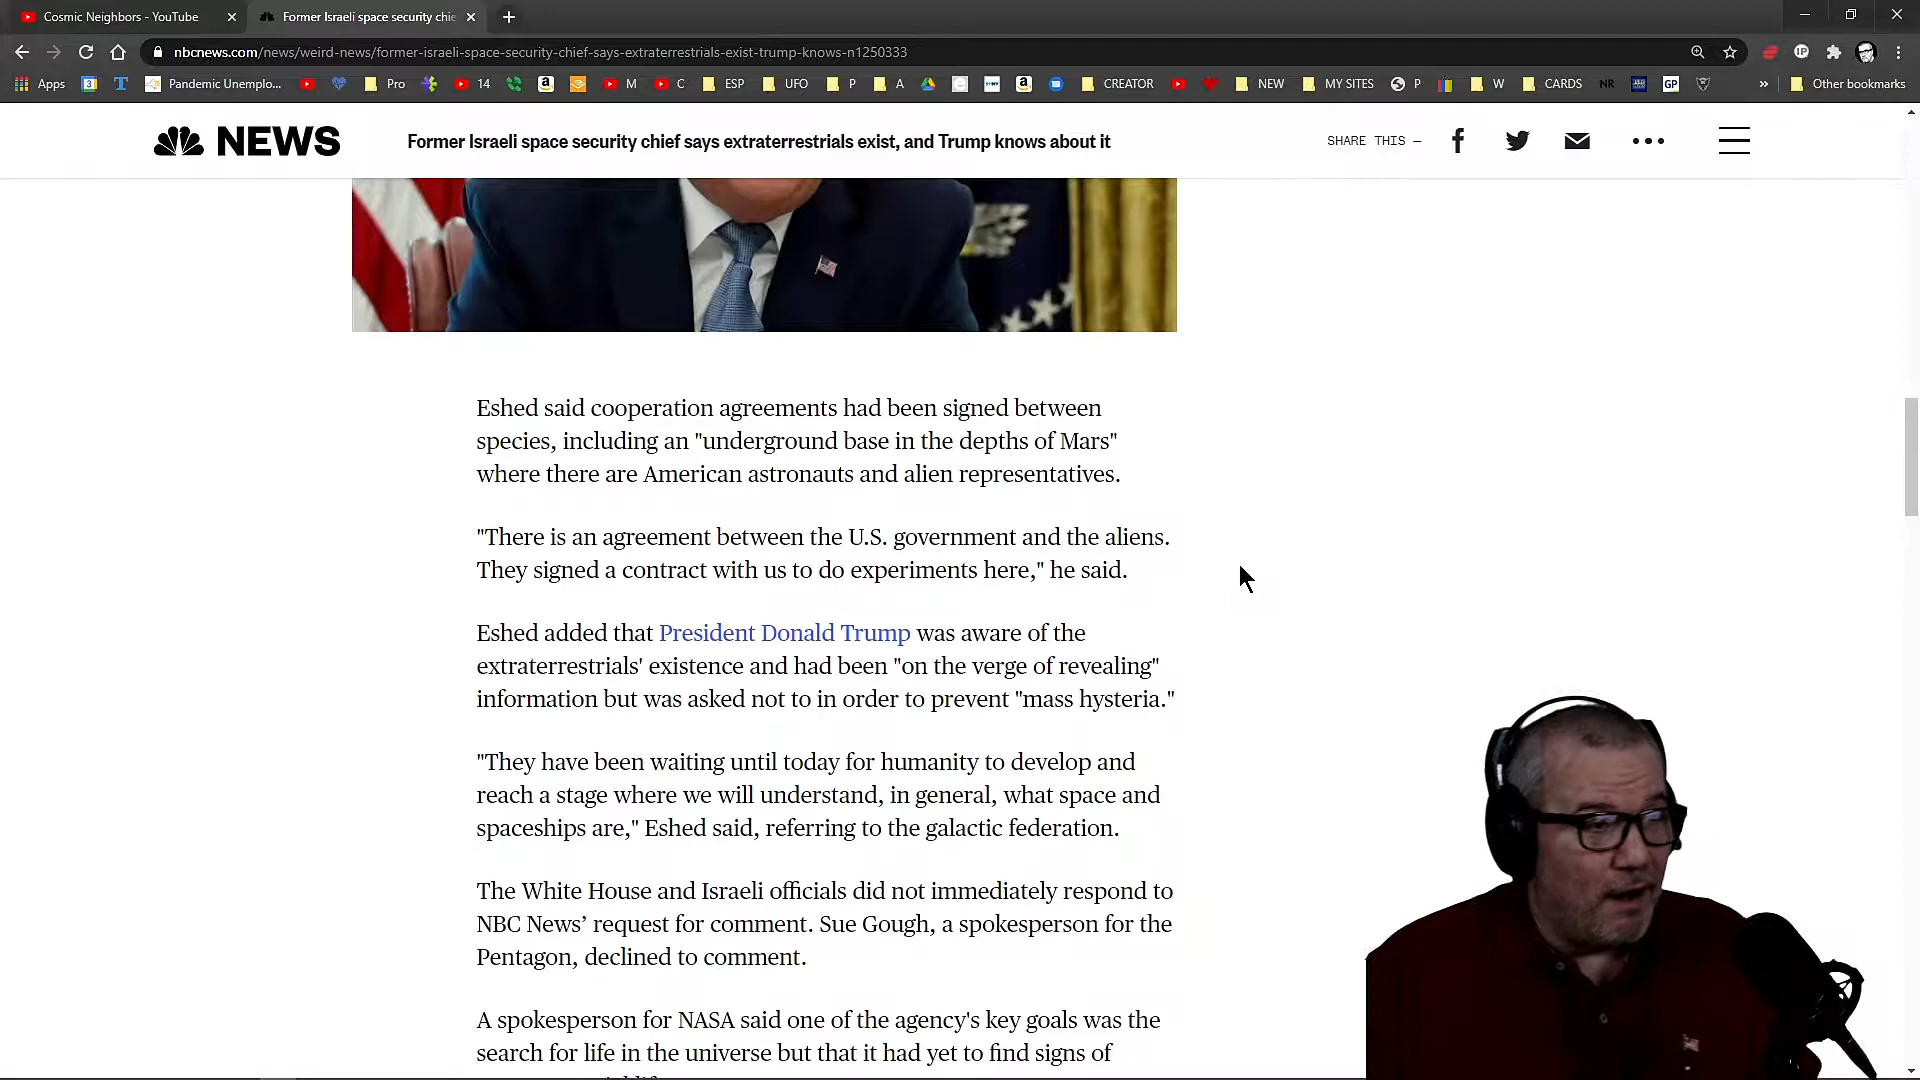 Cosmic Neighbors - YouTube
Former Israeli space security chie
nbcnews.com/news/weird-news/former-israeli-space-security-chief-says-extraterrestrials-exist-trump-knows-n1250333
Apps Pandemic Unemplo... Pro 14 M C ESP UFO P A CREATOR NEW MY SITES P W CARDS NR GP » Other bookmarks
NEWS Former Israeli space security chief says extraterrestrials exist, and Trump knows about it SHARE THIS —
Eshed said cooperation agreements had been signed between
species, including an "underground base in the depths of Mars"
where there are American astronauts and alien representatives.
"There is an agreement between the U.S. government and the aliens.
They signed a contract with us to do experiments here," he said.
Eshed added that President Donald Trump was aware of the
extraterrestrials' existence and had been "on the verge of revealing"
information but was asked not to in order to prevent "mass hysteria."
"They have been waiting until today for humanity to develop and
reach a stage where we will understand, in general, what space and
spaceships are," Eshed said, referring to the galactic federation.
The White House and Israeli officials did not immediately respond to
NBC News’ request for comment. Sue Gough, a spokesperson for the
Pentagon, declined to comment.
A spokesperson for NASA said one of the agency's key goals was the
search for life in the universe but that it had yet to find signs of